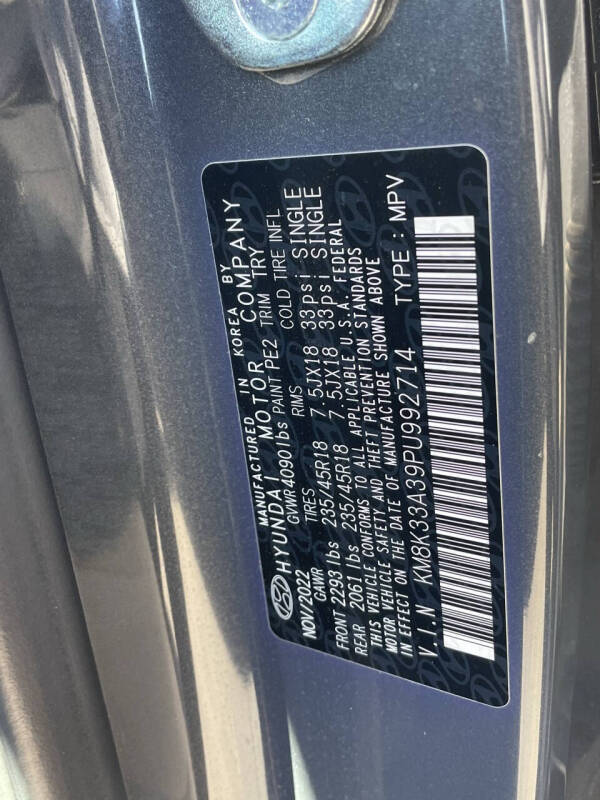 MANUFACTURED IN KOREA BY
HYUNDAI MOTOR COMPANY
NOV/2022 GVWR 4090lbs PAINT PE2 TRIM TRY
GAWR TIRES RIMS COLD TIRE INFL
FRONT 2293 lbs 235/45R18 7.5JX18 33psi SINGLE
REAR 2061 lbs 235/45R18 7.5JX18 33psi SINGLE
THIS VEHICLE CONFORMS TO ALL APPLICABLE U.S.A. FEDERAL
MOTOR VEHICLE SAFETY AND THEFT PREVENTION STANDARDS
IN EFFECT ON THE DATE OF MANUFACTURE SHOWN ABOVE
V.I.N KM8K33A39PU992714 TYPE : MPV